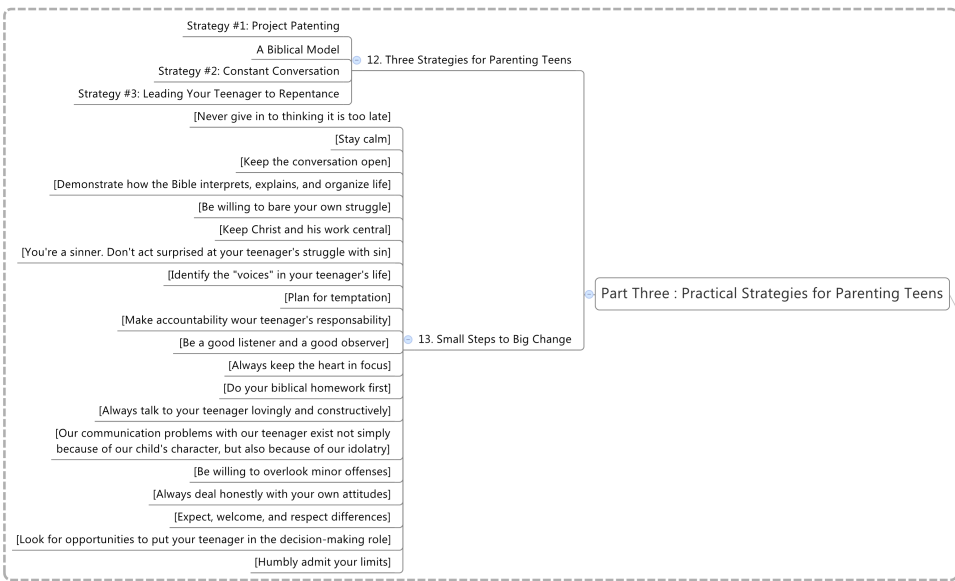 Strategy #1: Project Patenting
A Biblical Model
Strategy #2: Constant Conversation
Strategy #3: Leading Your Teenager to Repentance
12. Three Strategies for Parenting Teens
[Never give in to thinking it is too late]
[Stay calm]
[Keep the conversation open]
[Demonstrate how the Bible interprets, explains, and organize life]
[Be willing to bare your own struggle]
[Keep Christ and his work central]
[You're a sinner. Don't act surprised at your teenager's struggle with sin]
[Identify the "voices" in your teenager's life]
[Plan for temptation]
[Make accountability wour teenager's responsability]
[Be a good listener and a good observer]
[Always keep the heart in focus]
[Do your biblical homework first]
[Always talk to your teenager lovingly and constructively]
[Our communication problems with our teenager exist not simply
because of our child's character, but also because of our idolatry]
[Be willing to overlook minor offenses]
[Always deal honestly with your own attitudes]
[Expect, welcome, and respect differences]
[Look for opportunities to put your teenager in the decision-making role]
[Humbly admit your limits]
13. Small Steps to Big Change
Part Three : Practical Strategies for Parenting Teens